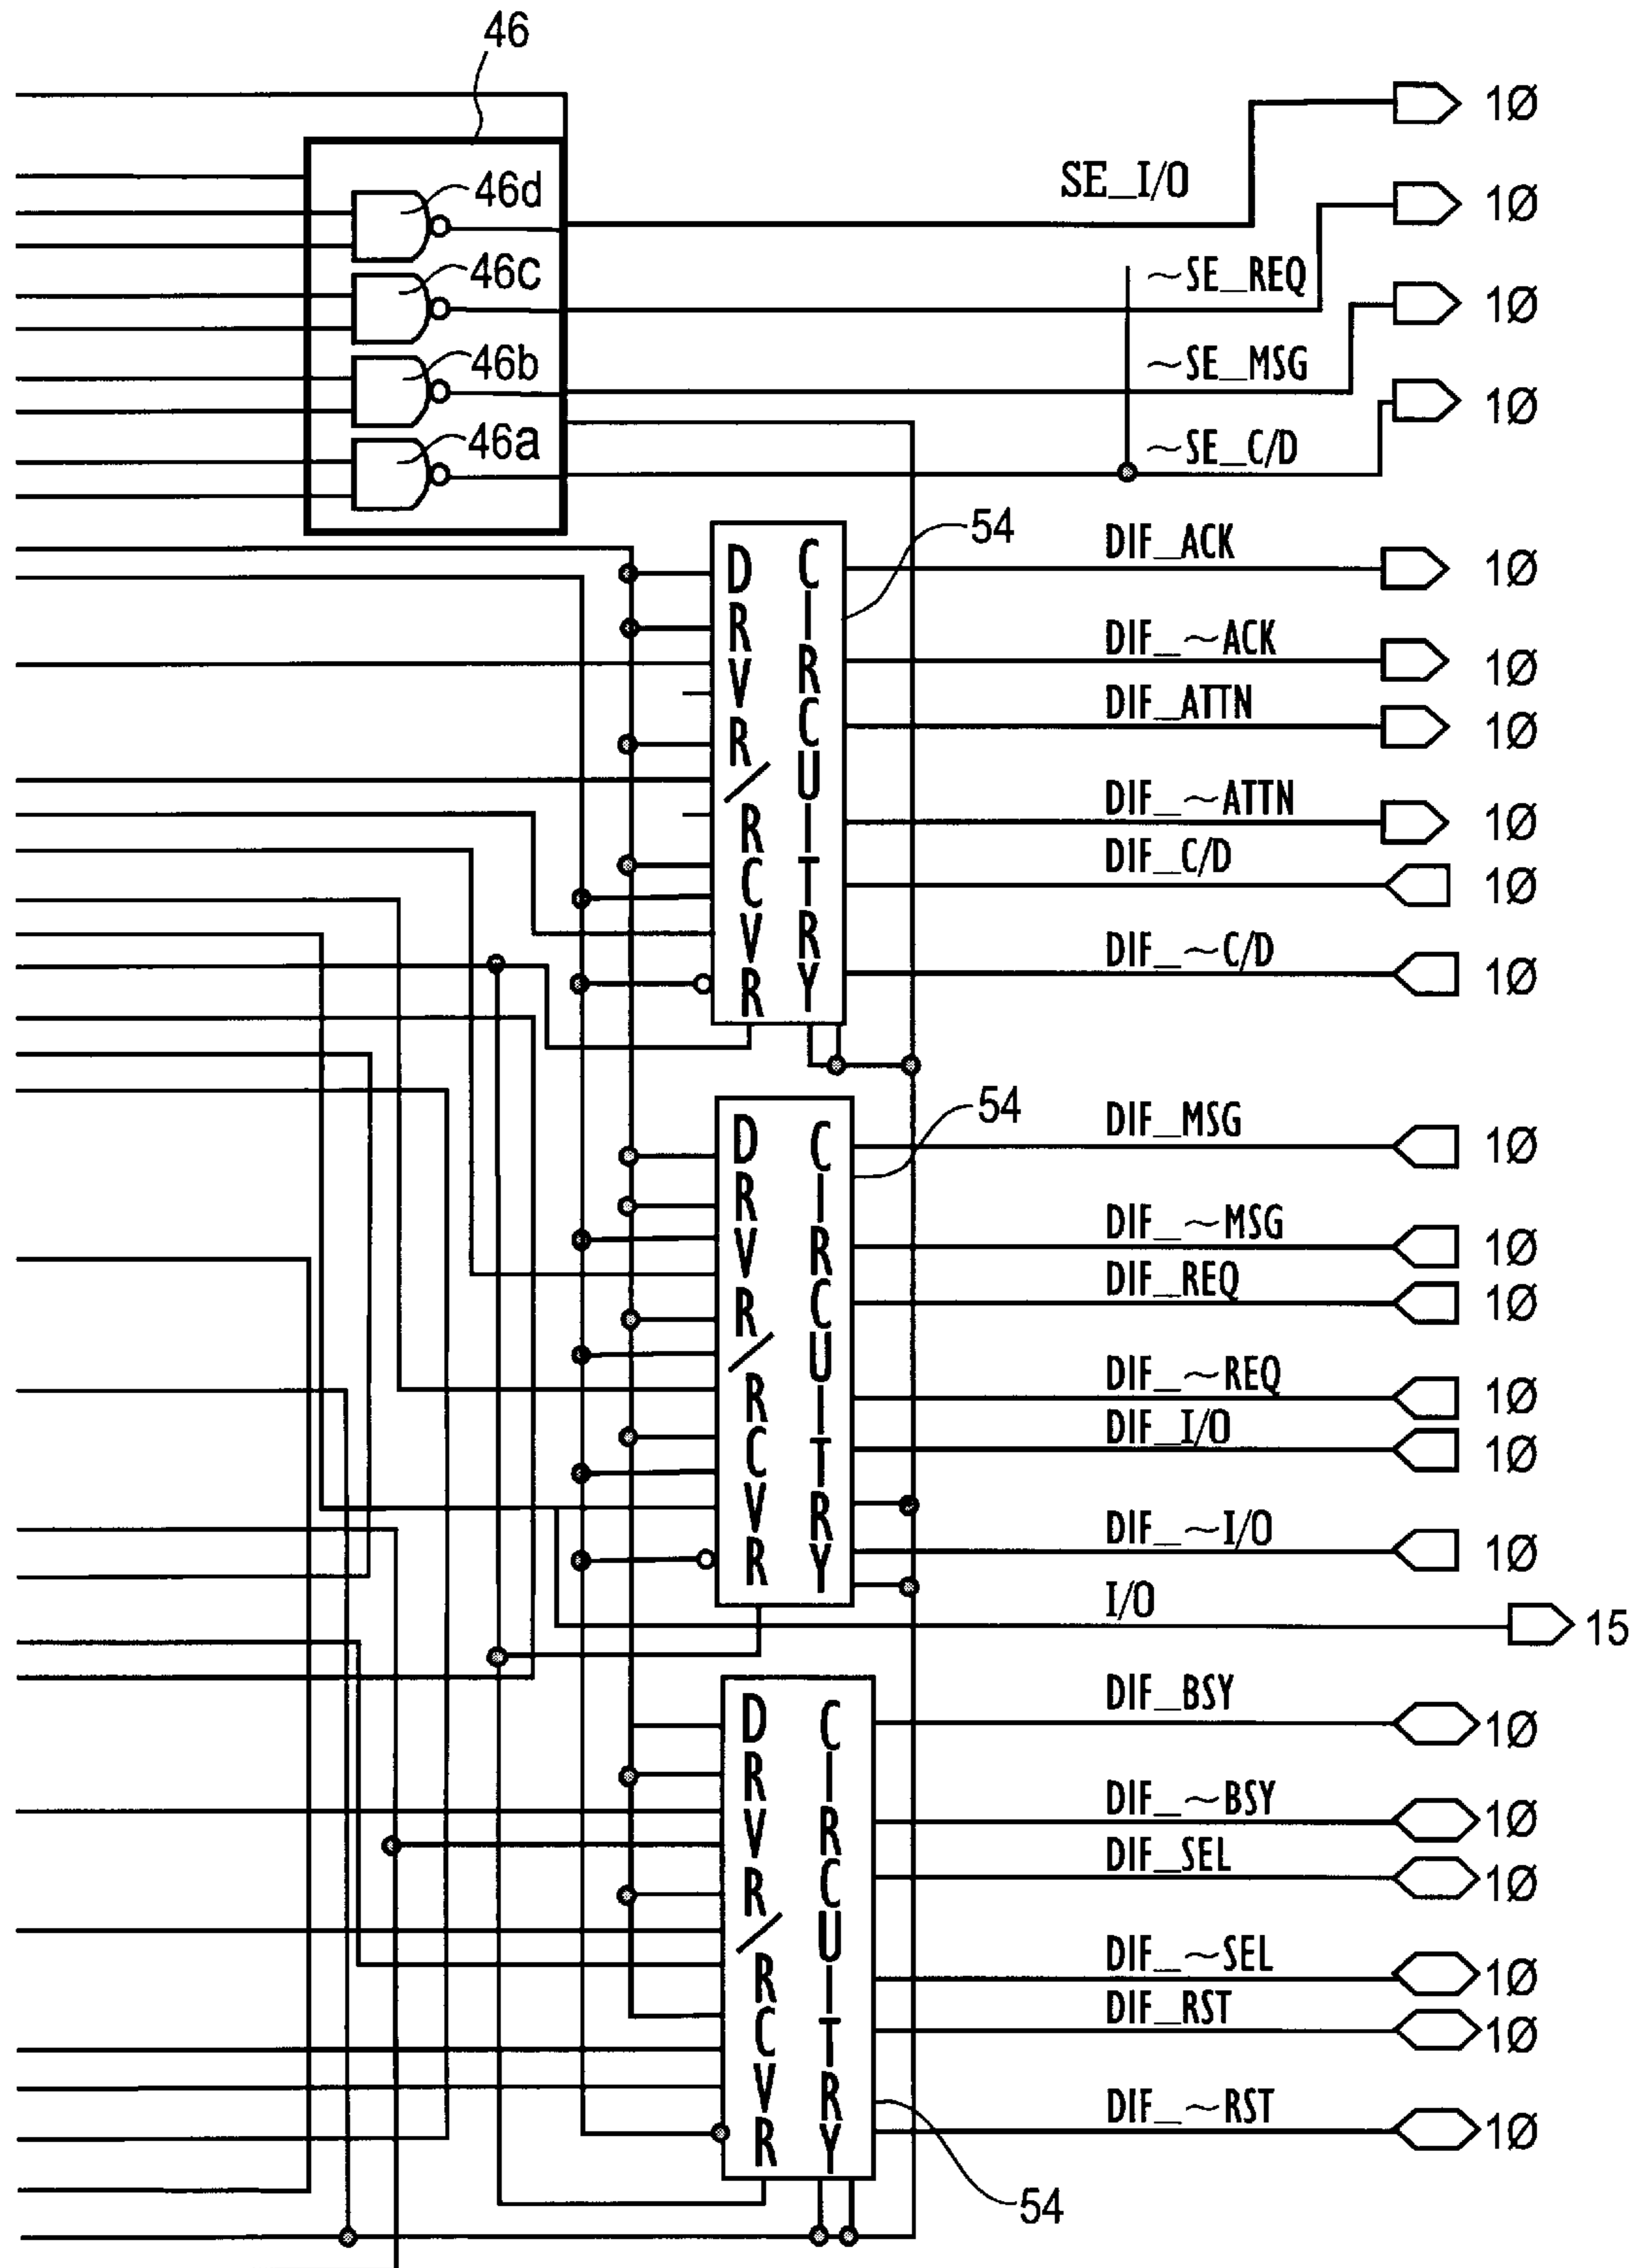 46
10
SE_I/O
46d
10
46c
~SE_REQ
10
46b
~SE_MSG
10
46a
~SE_C/D
54
DIF_ACK
10
DRVR/RCVR CIRCUITRY
DIF_~ACK
10
DIF_ATTN
10
DIF_~ATTN
10
DIF_C/D
10
DIF_~C/D
10
54
DIF_MSG
10
DRVR/RCVR CIRCUITRY
DIF_~MSG
10
DIF_REQ
10
DIF_~REQ
10
DIF_I/O
10
DIF_~I/O
10
I/O
15
DIF_BSY
10
DRVR/RCVR CIRCUITRY
DIF_~BSY
10
DIF_SEL
10
DIF_~SEL
10
DIF_RST
10
DIF_~RST
10
54